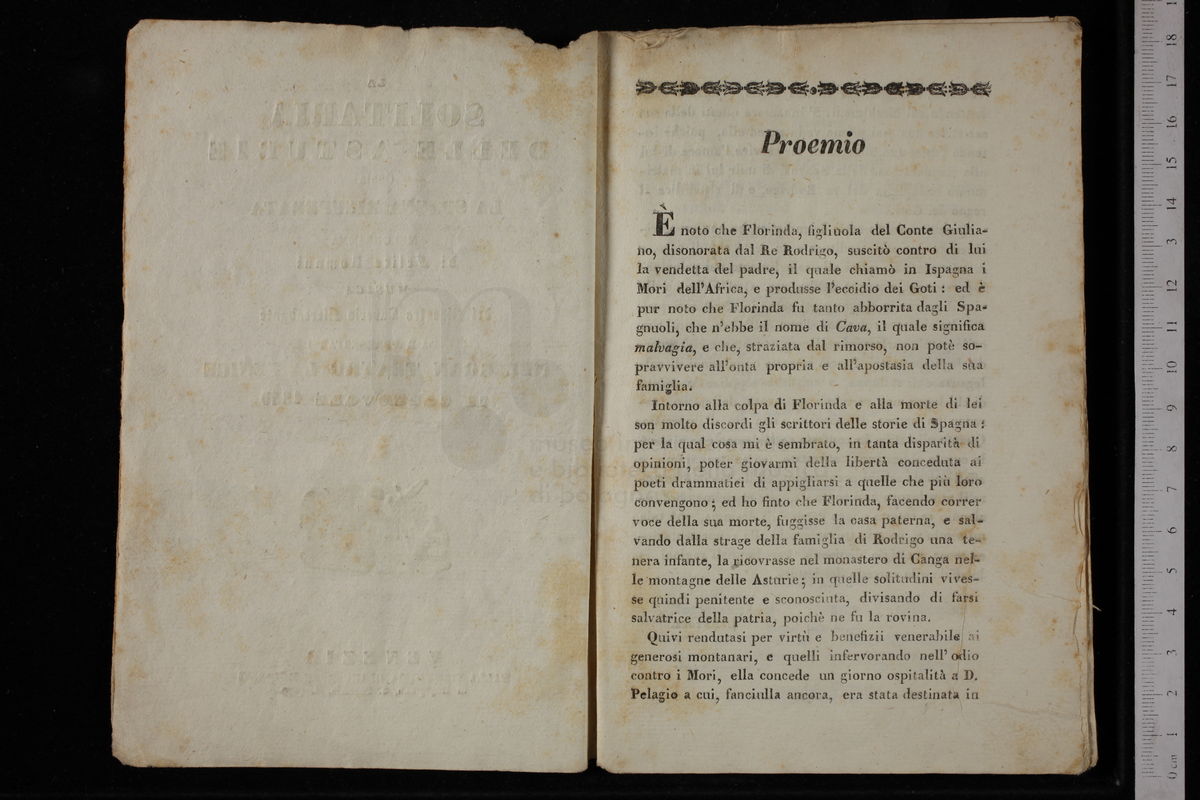 Proemio
È noto che Florinda, figliuola del Conte Giulia-
no, disonorata dal Re Rodrigo, suscitò contro di lui
la vendetta del padre, il quale chiamò in Ispagna i
Mori dell'Africa, e produsse l'eccidio dei Goti : ed è
pur noto che Florinda fu tanto abborrita dagli Spa-
gnuoli, che n'ebbe il nome di Cava, il quale significa
malvagia, e che, straziata dal rimorso, non potè so-
pravvivere all'onta propria e all'apostasia della sua
famiglia.
Intorno alla colpa di Florinda e alla morte di lei
son molto discordi gli scrittori delle storie di Spagna :
per la qual cosa mi è sembrato, in tanta disparità di
opinioni, poter giovarmi della libertà conceduta ai
poeti drammatici di appigliarsi a quelle che più loro
convengono ; ed ho finto che Florinda, facendo correr
voce della sua morte, fuggisse la casa paterna, e sal-
vando dalla strage della famiglia di Rodrigo una te-
nera infante, la ricovrasse nel monastero di Canga nel-
le montagne delle Asturie ; in quelle solitudini vives-
se quindi penitente e sconosciuta, divisando di farsi
salvatrice della patria, poichè ne fu la rovina.
Quivi rendutasi per virtù e benefizii venerabile ai
generosi montanari, e quelli infervorando nell' odio
contro i Mori, ella concede un giorno ospitalità a D.
Pelagio a cui, fanciulla ancora, era stata destinata in